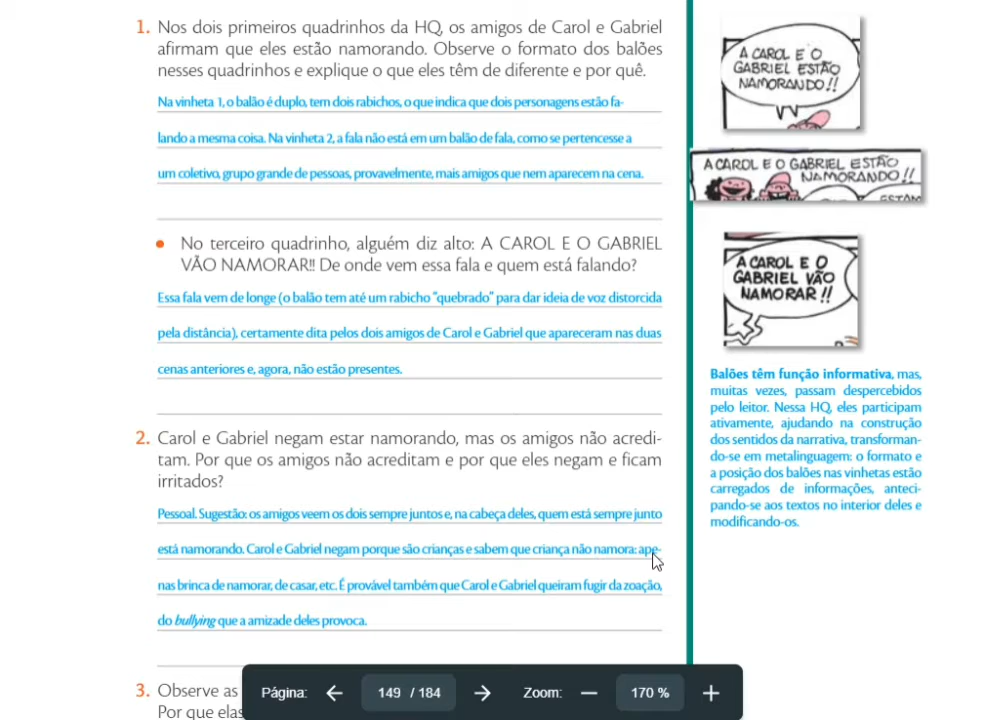 1. Nos dois primeiros quadrinhos da HQ, os amigos de Carol e Gabriel
afirmam que eles estão namorando. Observe o formato dos balões
nesses quadrinhos e explique o que eles têm de diferente e por quê.
Na vinheta 1, o balão é duplo, tem dois rabichos, o que indica que dois personagens estão fa-
lando a mesma coisa. Na vinheta 2, a fala não está em um balão de fala, como se pertencesse a
um coletivo, grupo grande de pessoas, provavelmente, mais amigos que nem aparecem na cena.
• No terceiro quadrinho, alguém diz alto: A CAROL E O GABRIEL
VÃO NAMORAR!! De onde vem essa fala e quem está falando?
Essa fala vem de longe (o balão tem até um rabicho "quebrado" para dar ideia de voz distorcida
pela distância), certamente dita pelos dois amigos de Carol e Gabriel que apareceram nas duas
cenas anteriores e, agora, não estão presentes.
2. Carol e Gabriel negam estar namorando, mas os amigos não acredi-
tam. Por que os amigos não acreditam e por que eles negam e ficam
irritados?
Pessoal. Sugestão: os amigos veem os dois sempre juntos e, na cabeça deles, quem está sempre junto
está namorando. Carol e Gabriel negam porque são crianças e sabem que criança não namora: ape-
nas brinca de namorar, de casar, etc. É provável também que Carol e Gabriel queiram fugir da zoação,
do bullying que a amizade deles provoca.
3. Observe as
Por que elas
A CAROL E O
GABRIEL ESTÃO
NAMORANDO!!
A CAROL E O GABRIEL ESTÃO
NAMORANDO!!
ESTAM
A CAROL E O
GABRIEL VÃO
NAMORAR!!
Balões têm função informativa, mas,
muitas vezes, passam despercebidos
pelo leitor. Nessa HQ, eles participam
ativamente, ajudando na construção
dos sentidos da narrativa, transforman-
do-se em metalinguagem: o formato e
a posição dos balões nas vinhetas estão
carregados de informações, anteci-
pando-se aos textos no interior deles e
modificando-os.
Página: 149 / 184 Zoom: 170 %